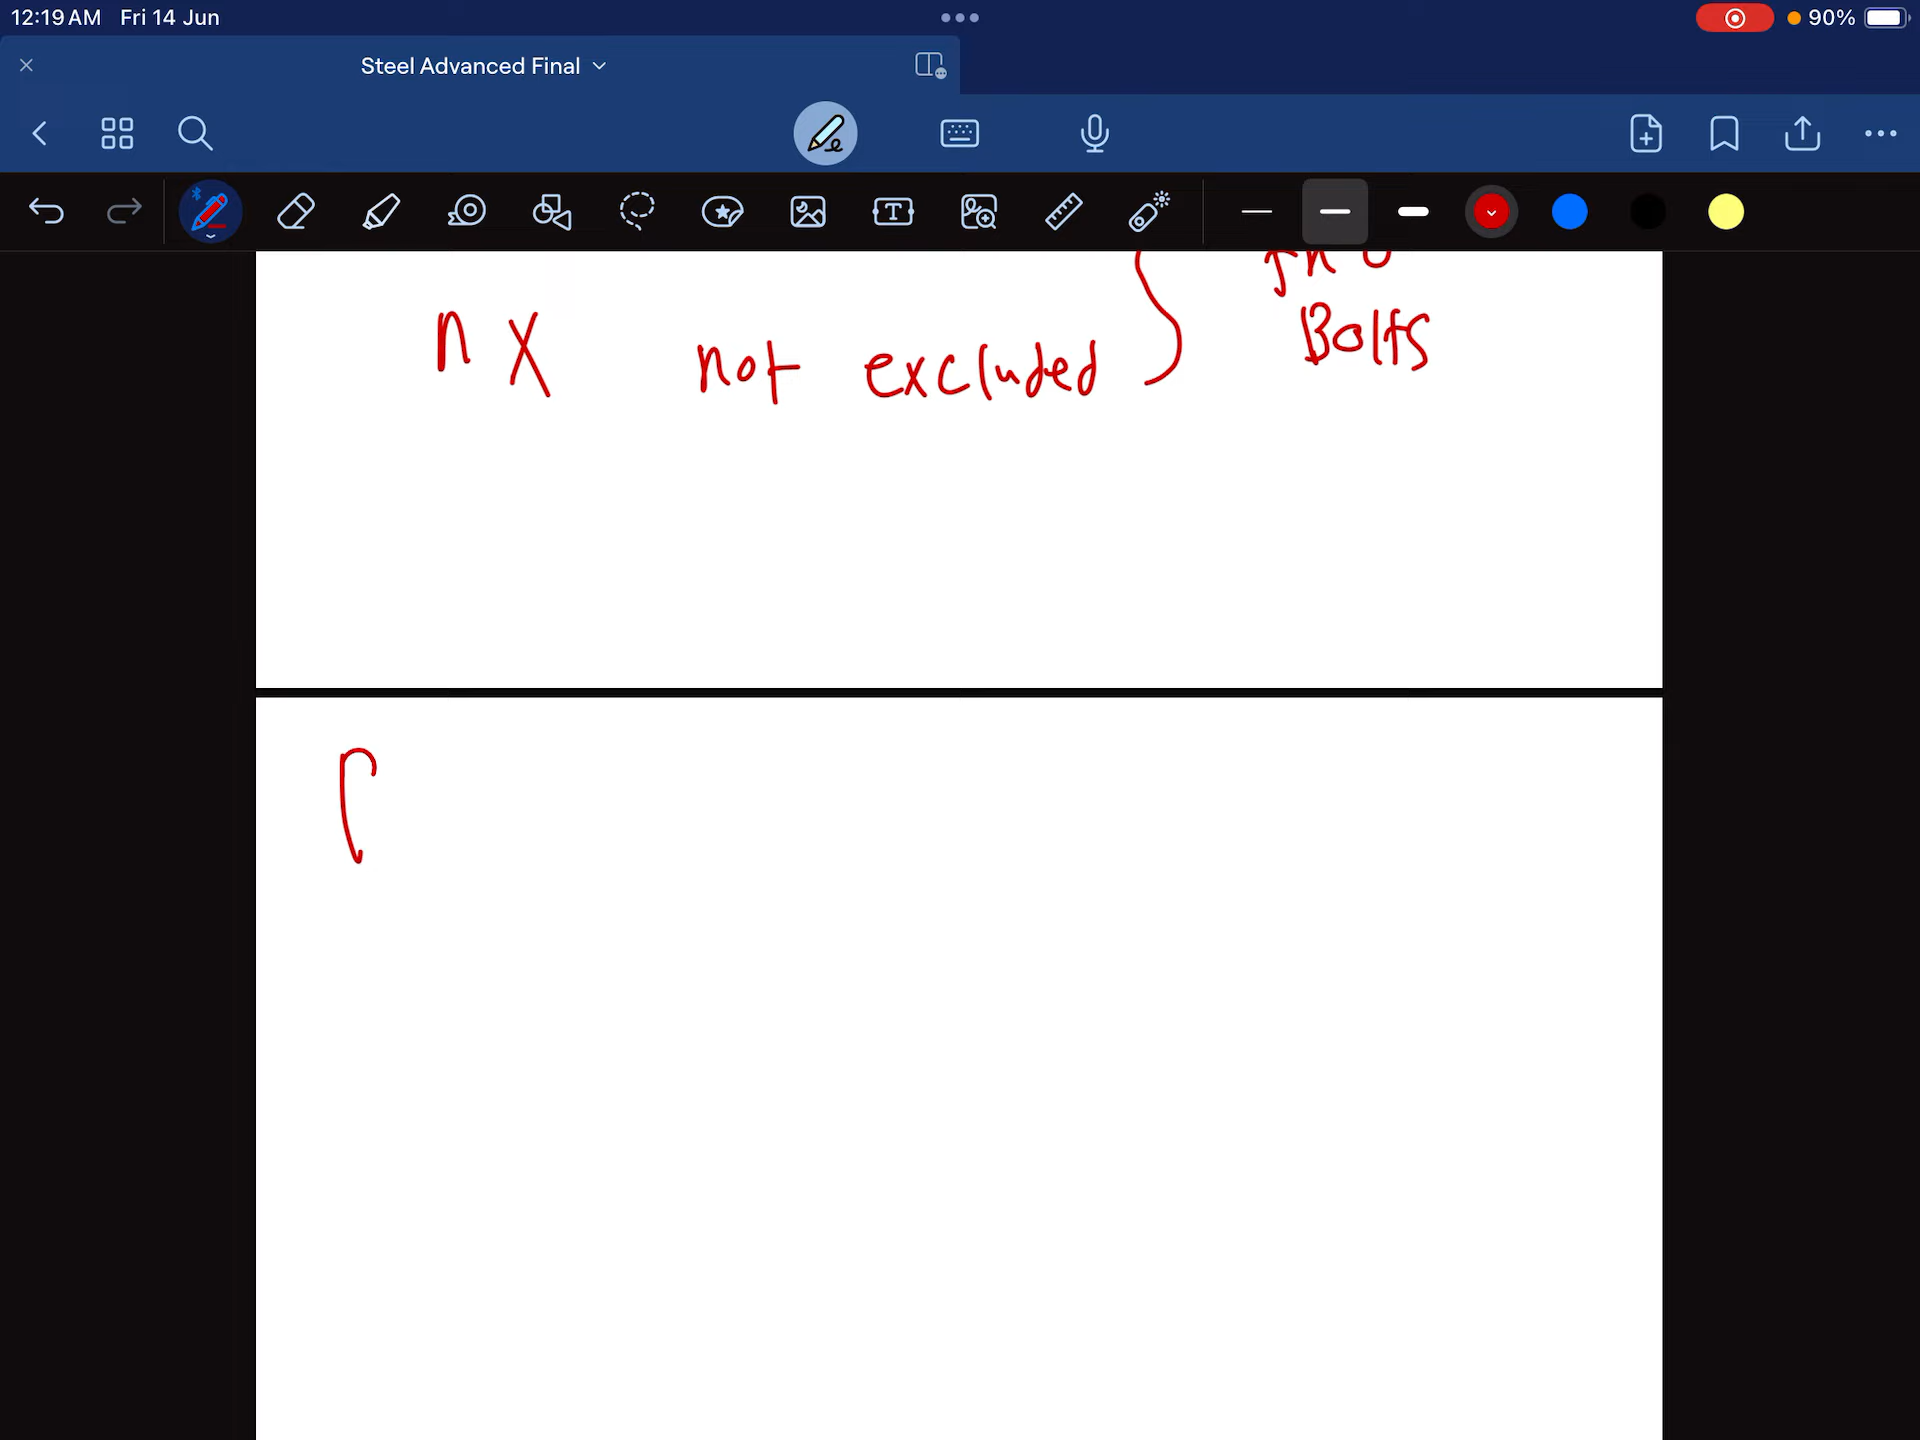 12:19 AM Fri 14 Jun
90%
Steel Advanced Final
Bolts
n X not excluded